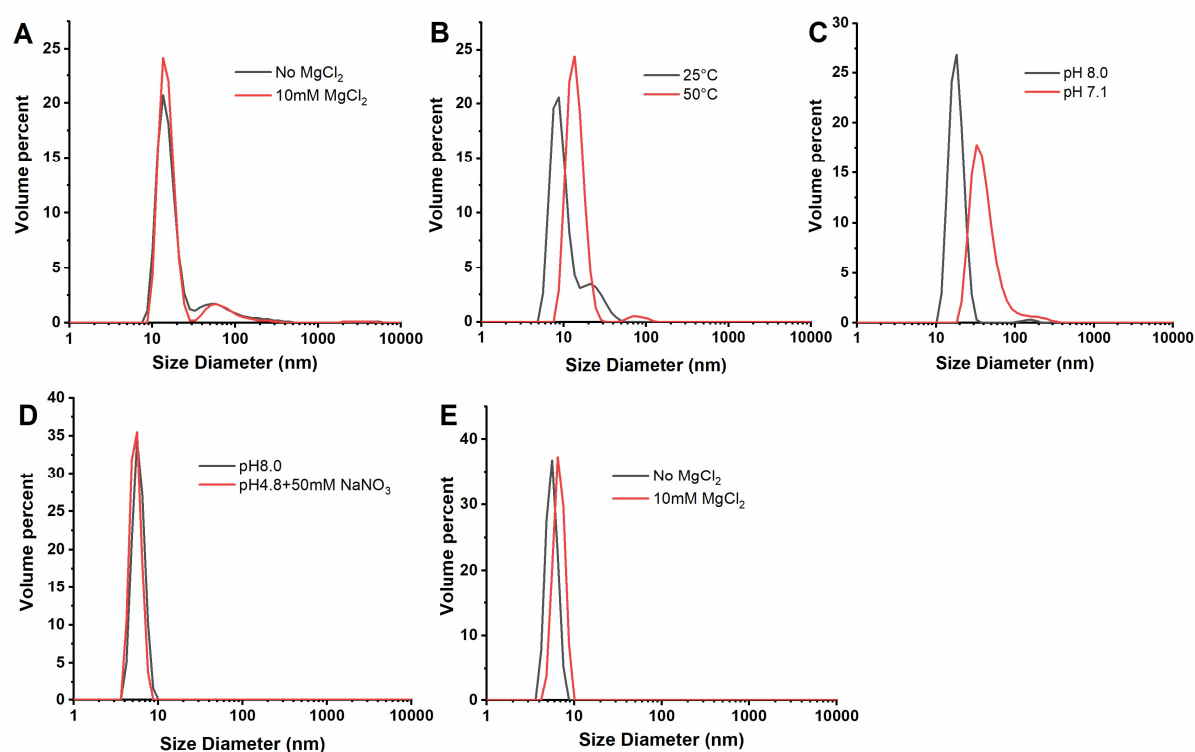 A
25
20
15
10
5
0
Volume percent
No MgCl₂
10mM MgCl₂
1 10 100 1000 10000
Size Diameter (nm)
B
25
20
15
10
5
0
Volume percent
25°C
50°C
1 10 100 1000 10000
Size Diameter (nm)
C
30
25
20
15
10
5
0
Volume percent
pH 8.0
pH 7.1
1 10 100 1000 10000
Size Diameter (nm)
D
40
35
30
25
20
15
10
5
0
Volume percent
pH8.0
pH4.8+50mM NaNO₃
1 10 100 1000 10000
Size Diameter (nm)
E
40
30
20
10
0
Volume percent
No MgCl₂
10mM MgCl₂
1 10 100 1000 10000
Size Diameter (nm)